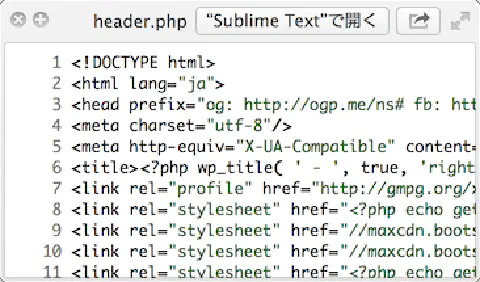 header.php "Sublime Text"で開く
1 <!DOCTYPE html>
2 <html lang="ja">
3 <head prefix="og: http://ogp.me/ns# fb: htt
4 <meta charset="utf-8"/>
5 <meta http-equiv="X-UA-Compatible" content=
6 <title><?php wp_title( ' - ', true, 'right
7 <link rel="profile" href="http://gmpg.org/x
8 <link rel="stylesheet" href="<?php echo get
9 <link rel="stylesheet" href="//maxcdn.boots
10 <link rel="stylesheet" href="//maxcdn.boots
11 <link rel="stylesheet" href="<?php echo get